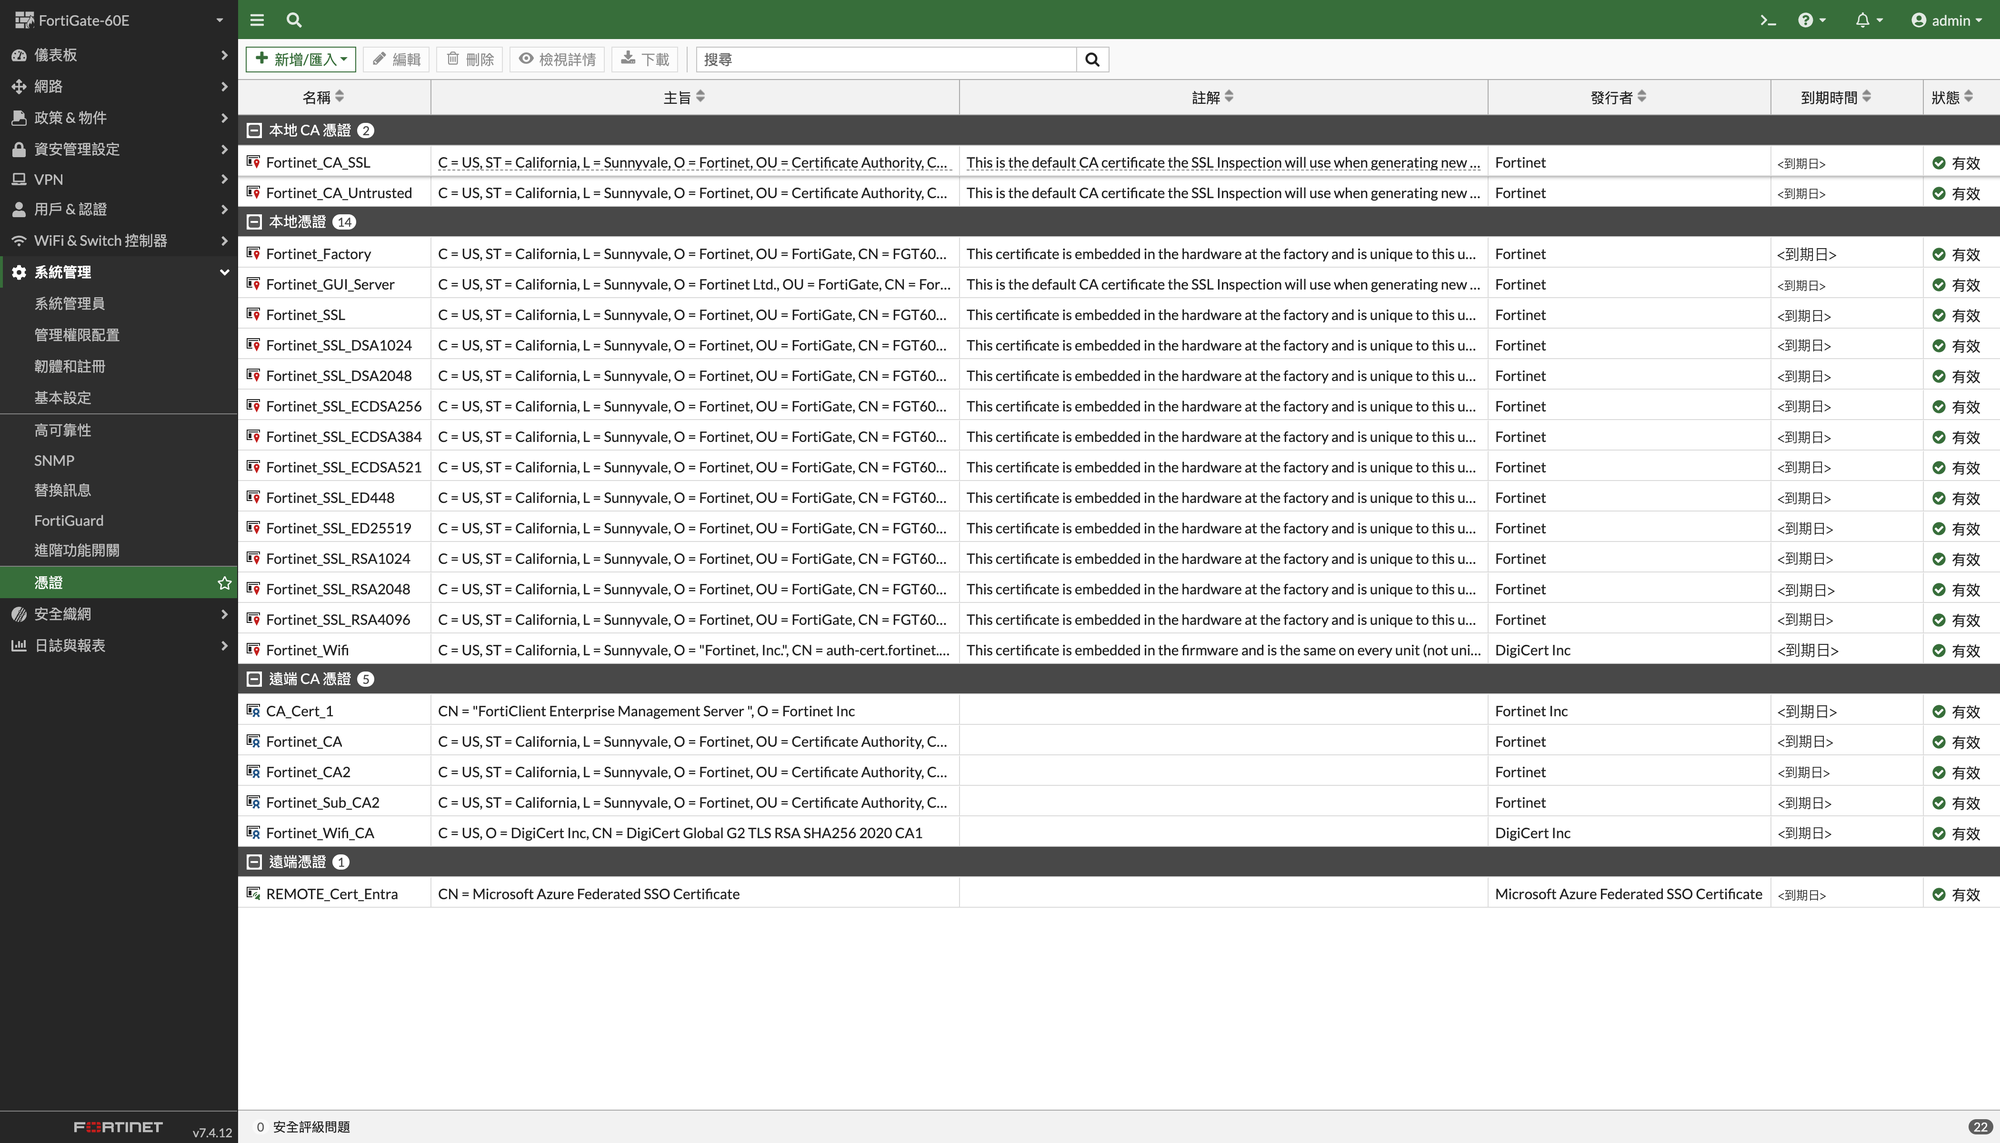 FortiGate-60E
admin
儀表板
網路
政策 & 物件
資安管理設定
VPN
用戶 & 認證
WiFi & Switch 控制器
系統管理
系統管理員
管理權限配置
韌體和註冊
基本設定
高可靠性
SNMP
替換訊息
FortiGuard
進階功能開關
憑證
安全織網
日誌與報表
FORTINET v7.4.12
新增/匯入 編輯 刪除 檢視詳情 下載 搜尋
名稱 主旨 註解 發行者 到期時間 狀態
本地 CA 憑證 2
Fortinet_CA_SSL C = US, ST = California, L = Sunnyvale, O = Fortinet, OU = Certificate Authority, C... This is the default CA certificate the SSL Inspection will use when generating new ... Fortinet <到期日> 有效
Fortinet_CA_Untrusted C = US, ST = California, L = Sunnyvale, O = Fortinet, OU = Certificate Authority, C... This is the default CA certificate the SSL Inspection will use when generating new ... Fortinet <到期日> 有效
本地憑證 14
Fortinet_Factory C = US, ST = California, L = Sunnyvale, O = Fortinet, OU = FortiGate, CN = FGT60... This certificate is embedded in the hardware at the factory and is unique to this u... Fortinet <到期日> 有效
Fortinet_GUI_Server C = US, ST = California, L = Sunnyvale, O = Fortinet Ltd., OU = FortiGate, CN = For... This is the default CA certificate the SSL Inspection will use when generating new ... Fortinet <到期日> 有效
Fortinet_SSL C = US, ST = California, L = Sunnyvale, O = Fortinet, OU = FortiGate, CN = FGT60... This certificate is embedded in the hardware at the factory and is unique to this u... Fortinet <到期日> 有效
Fortinet_SSL_DSA1024 C = US, ST = California, L = Sunnyvale, O = Fortinet, OU = FortiGate, CN = FGT60... This certificate is embedded in the hardware at the factory and is unique to this u... Fortinet <到期日> 有效
Fortinet_SSL_DSA2048 C = US, ST = California, L = Sunnyvale, O = Fortinet, OU = FortiGate, CN = FGT60... This certificate is embedded in the hardware at the factory and is unique to this u... Fortinet <到期日> 有效
Fortinet_SSL_ECDSA256 C = US, ST = California, L = Sunnyvale, O = Fortinet, OU = FortiGate, CN = FGT60... This certificate is embedded in the hardware at the factory and is unique to this u... Fortinet <到期日> 有效
Fortinet_SSL_ECDSA384 C = US, ST = California, L = Sunnyvale, O = Fortinet, OU = FortiGate, CN = FGT60... This certificate is embedded in the hardware at the factory and is unique to this u... Fortinet <到期日> 有效
Fortinet_SSL_ECDSA521 C = US, ST = California, L = Sunnyvale, O = Fortinet, OU = FortiGate, CN = FGT60... This certificate is embedded in the hardware at the factory and is unique to this u... Fortinet <到期日> 有效
Fortinet_SSL_ED448 C = US, ST = California, L = Sunnyvale, O = Fortinet, OU = FortiGate, CN = FGT60... This certificate is embedded in the hardware at the factory and is unique to this u... Fortinet <到期日> 有效
Fortinet_SSL_ED25519 C = US, ST = California, L = Sunnyvale, O = Fortinet, OU = FortiGate, CN = FGT60... This certificate is embedded in the hardware at the factory and is unique to this u... Fortinet <到期日> 有效
Fortinet_SSL_RSA1024 C = US, ST = California, L = Sunnyvale, O = Fortinet, OU = FortiGate, CN = FGT60... This certificate is embedded in the hardware at the factory and is unique to this u... Fortinet <到期日> 有效
Fortinet_SSL_RSA2048 C = US, ST = California, L = Sunnyvale, O = Fortinet, OU = FortiGate, CN = FGT60... This certificate is embedded in the hardware at the factory and is unique to this u... Fortinet <到期日> 有效
Fortinet_SSL_RSA4096 C = US, ST = California, L = Sunnyvale, O = Fortinet, OU = FortiGate, CN = FGT60... This certificate is embedded in the hardware at the factory and is unique to this u... Fortinet <到期日> 有效
Fortinet_Wifi C = US, ST = California, L = Sunnyvale, O = "Fortinet, Inc.", CN = auth-cert.fortinet.... This certificate is embedded in the firmware and is the same on every unit (not uni... DigiCert Inc <到期日> 有效
遠端 CA 憑證 5
CA_Cert_1 CN = "FortiClient Enterprise Management Server ", O = Fortinet Inc Fortinet Inc <到期日> 有效
Fortinet_CA C = US, ST = California, L = Sunnyvale, O = Fortinet, OU = Certificate Authority, C... Fortinet <到期日> 有效
Fortinet_CA2 C = US, ST = California, L = Sunnyvale, O = Fortinet, OU = Certificate Authority, C... Fortinet <到期日> 有效
Fortinet_Sub_CA2 C = US, ST = California, L = Sunnyvale, O = Fortinet, OU = Certificate Authority, C... Fortinet <到期日> 有效
Fortinet_Wifi_CA C = US, O = DigiCert Inc, CN = DigiCert Global G2 TLS RSA SHA256 2020 CA1 DigiCert Inc <到期日> 有效
遠端憑證 1
REMOTE_Cert_Entra CN = Microsoft Azure Federated SSO Certificate Microsoft Azure Federated SSO Certificate <到期日> 有效
0 安全評級問題 22